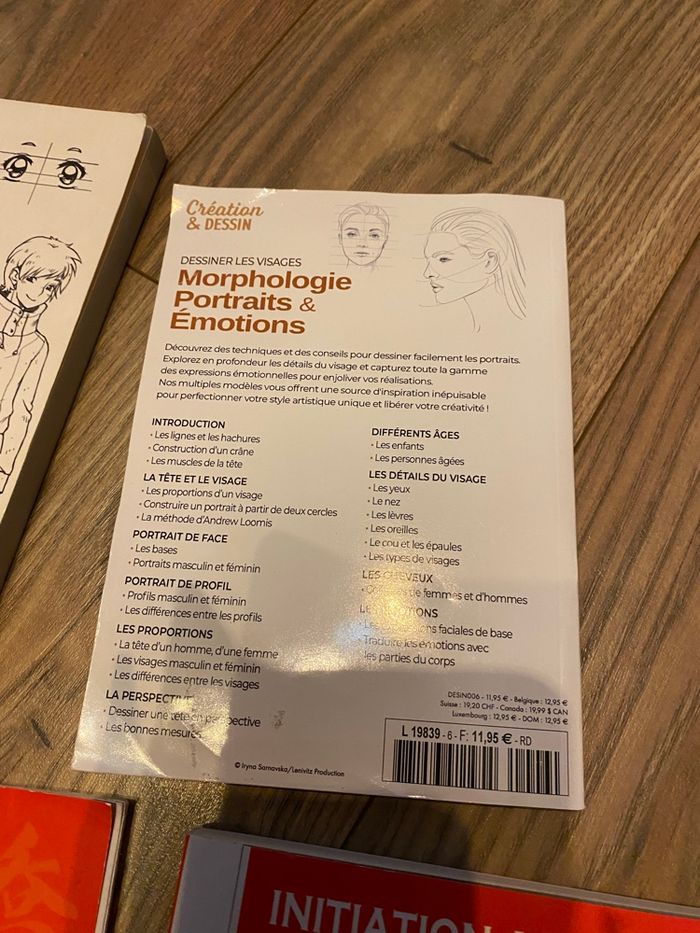 Création
& DESSIN
DESSINER LES VISAGES
Morphologie
Portraits &
Émotions
Découvrez des techniques et des conseils pour dessiner facilement les portraits.
Explorez en profondeur les détails du visage et capturez toute la gamme
des expressions émotionnelles pour enjoliver vos réalisations.
Nos multiples modèles vous offrent une source d'inspiration inépuisable
pour perfectionner votre style artistique unique et libérer votre créativité !
INTRODUCTION
• Les lignes et les hachures
• Construction d'un crâne
• Les muscles de la tête
LA TÊTE ET LE VISAGE
• Les proportions d'un visage
• Construire un portrait à partir de deux cercles
• La méthode d'Andrew Loomis
PORTRAIT DE FACE
• Les bases
• Portraits masculin et féminin
PORTRAIT DE PROFIL
• Profils masculin et féminin
• Les différences entre les profils
LES PROPORTIONS
• La tête d'un homme, d'une femme
• Les visages masculin et féminin
• Les différences entre les visages
LA PERSPECTIVE
• Dessiner une tête en perspective
• Les bonnes mesures
DIFFÉRENTS ÂGES
• Les enfants
• Les personnes âgées
LES DÉTAILS DU VISAGE
• Les yeux
• Le nez
• Les lèvres
• Les oreilles
• Le cou et les épaules
• Les types de visages
LES CHEVEUX
de femmes et d'hommes
faciales de base
• Traduire les émotions avec
les parties du corps
DESIN006 - 11,95 € - Belgique : 12,95 €
Suisse : 19,20 CHF - Canada : 19,99 $ CAN
Luxembourg : 12,95 € - DOM : 12,95 €
L 19839 - 6 - F: 11,95 € - RD
© Iryna Sarnavska/Lenivitz Production
INITIATION